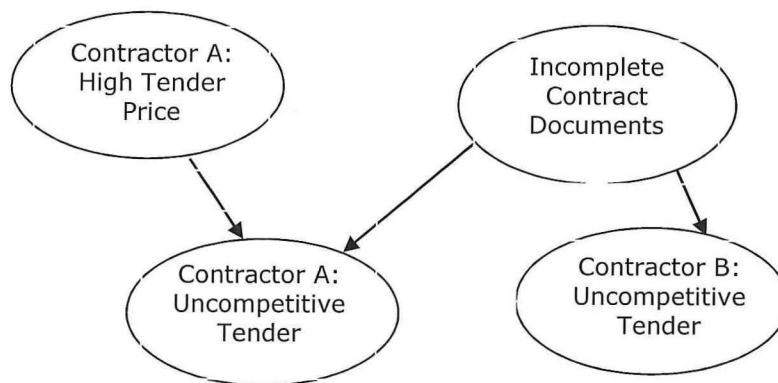 Contractor A:
High Tender
Price
Incomplete
Contract
Documents
Contractor A:
Uncompetitive
Tender
Contractor B:
Uncompetitive
Tender